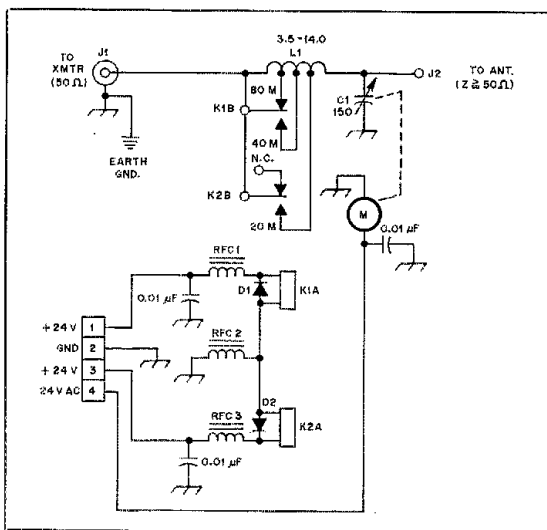 J1
TO
XMTR
(50Ω)
EARTH
GND.
3.5-14.0
L1
80 M
K1B
40 M
N.C.
K2B
20 M
C1
150
J2
TO ANT.
(Z ≧ 50Ω)
M
0.01 µF
RFC 1
0.01 µF
D1
K1A
RFC 2
D2
RFC 3
K2A
0.01 µF
+ 24 V 1
GND 2
+ 24 V 3
24 V AC 4